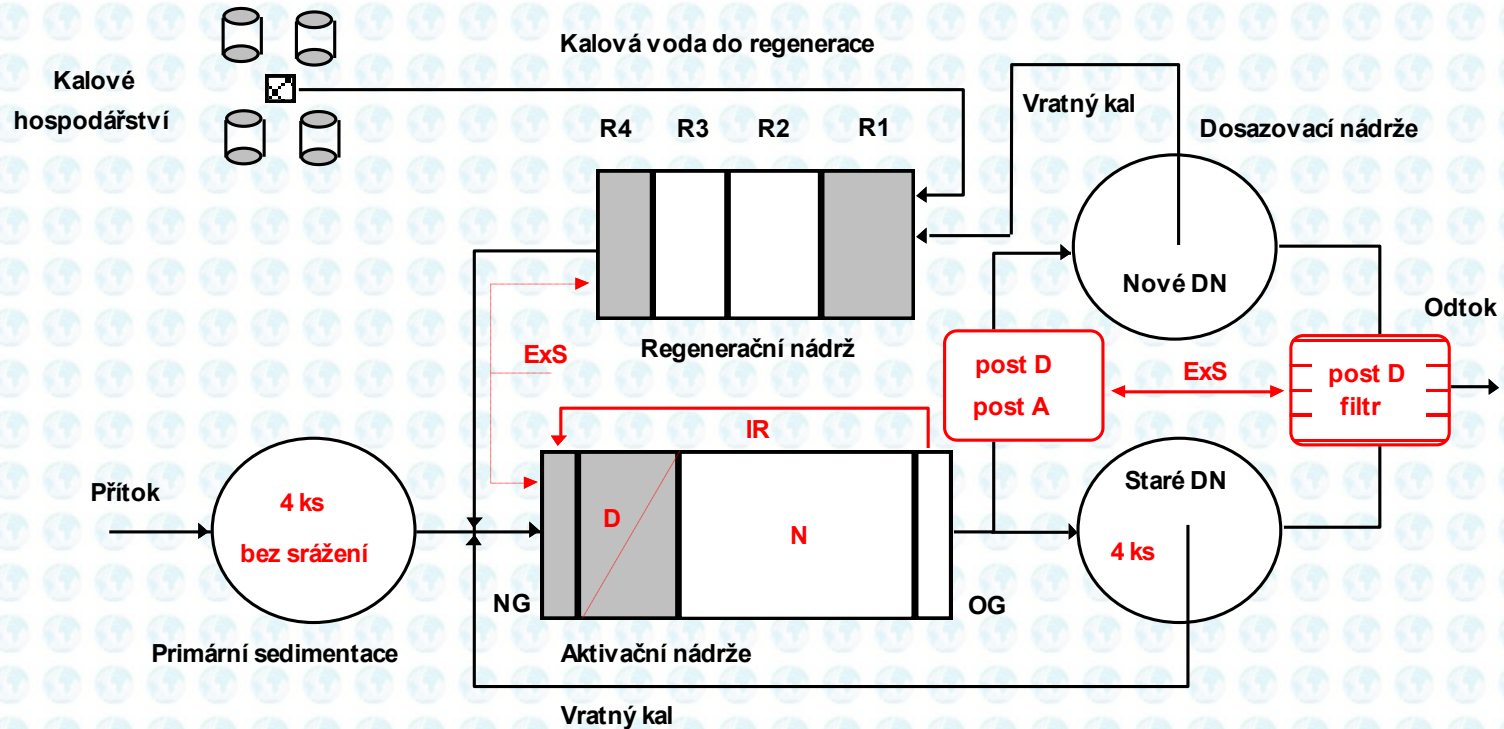 Kalová voda do regenerace
Kalové
hospodářství
Vratný kal
Dosazovací nádrže
R4 R3 R2 R1
Nové DN
Odtok
Regenerační nádrž
ExS
post D
post A
ExS
post D
filtr
IR
Přítok
4 ks
bez srážení
D
N
Staré DN
4 ks
NG
OG
Primární sedimentace
Aktivační nádrže
Vratný kal